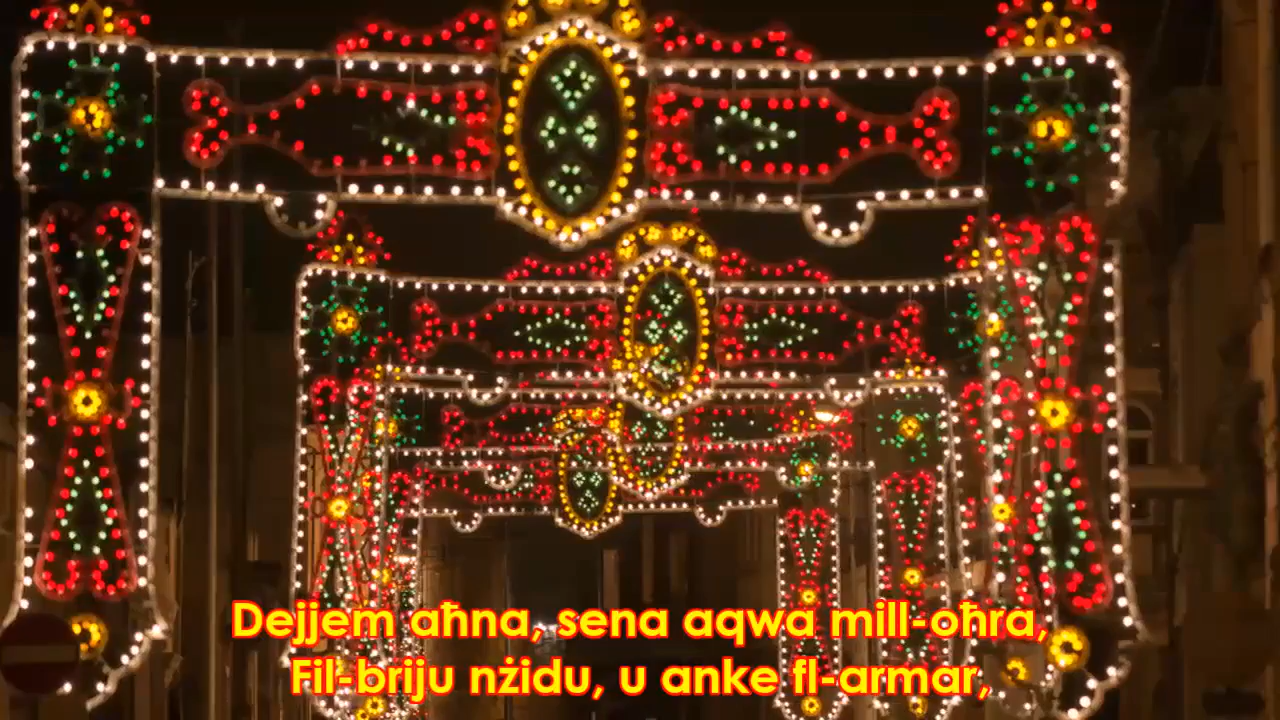 Dejjem aħna, sena aqwa mill-oħra,
Fil-briju nżidu, u anke fl-armar,